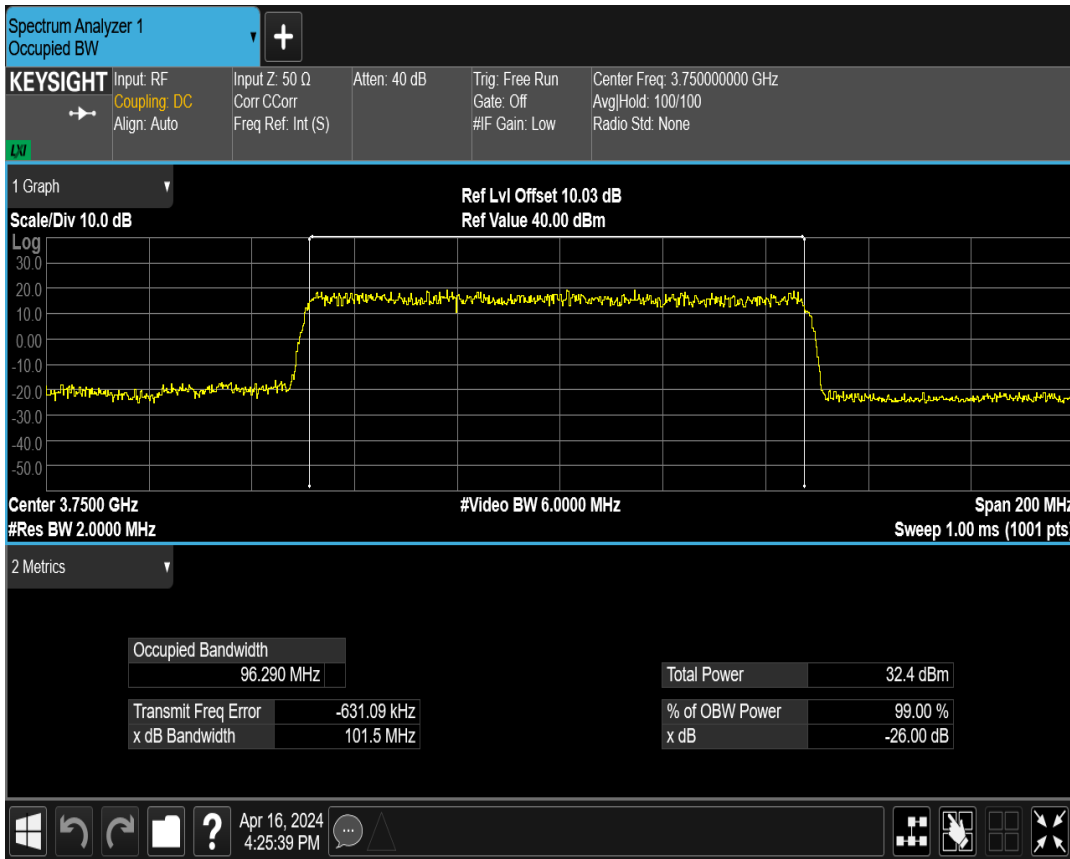 Spectrum Analyzer 1
Occupied BW
KEYSIGHT
LXI
Input: RF
Coupling: DC
Align: Auto
Input Z: 50 Ω
Corr CCorr
Freq Ref: Int (S)
Atten: 40 dB
Trig: Free Run
Gate: Off
#IF Gain: Low
Center Freq: 3.750000000 GHz
Avg|Hold: 100/100
Radio Std: None
1 Graph
Scale/Div 10.0 dB
Ref Lvl Offset 10.03 dB
Ref Value 40.00 dBm
Log
30.0
20.0
10.0
0.00
-10.0
-20.0
-30.0
-40.0
-50.0
Center 3.7500 GHz
#Video BW 6.0000 MHz
Span 200 MHz
#Res BW 2.0000 MHz
Sweep 1.00 ms (1001 pts)
2 Metrics
Occupied Bandwidth
96.290 MHz
Total Power 32.4 dBm
Transmit Freq Error -631.09 kHz
% of OBW Power 99.00 %
x dB Bandwidth 101.5 MHz
x dB -26.00 dB
?
Apr 16, 2024
4:25:39 PM